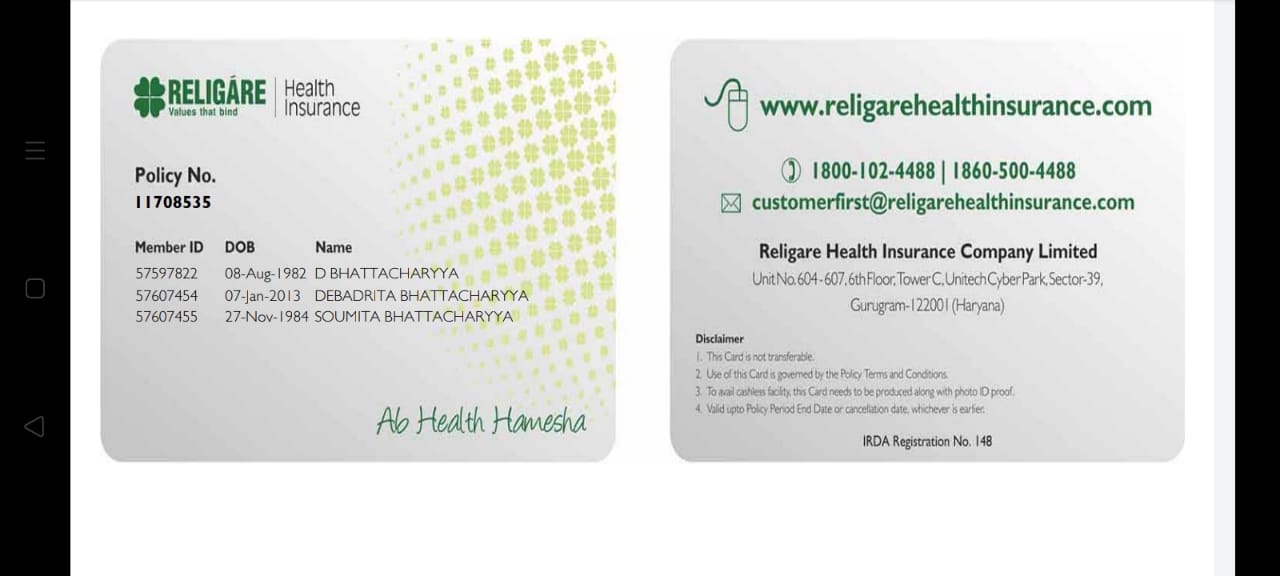 RELIGÁRE
Values that bind
Health
Insurance
Policy No.
11708535
Member ID DOB Name
57597822 08-Aug-1982 D BHATTACHARYYA
57607454 07-Jan-2013 DEBADRITA BHATTACHARYYA
57607455 27-Nov-1984 SOUMITA BHATTACHARYYA
Ab Health Hamesha
www.religarehealthinsurance.com
1800-102-4488 | 1860-500-4488
customerfirst@religarehealthinsurance.com
Religare Health Insurance Company Limited
Unit No. 604 - 607, 6th Floor, Tower C, Unitech Cyber Park, Sector-39,
Gurugram-122001 (Haryana)
Disclaimer
1. This Card is not transferable.
2. Use of this Card is governed by the Policy Terms and Conditions.
3. To avail cashless facility, this Card needs to be produced along with photo ID proof.
4. Valid upto Policy Period End Date or cancellation date, whichever is earlier.
IRDA Registration No. 148